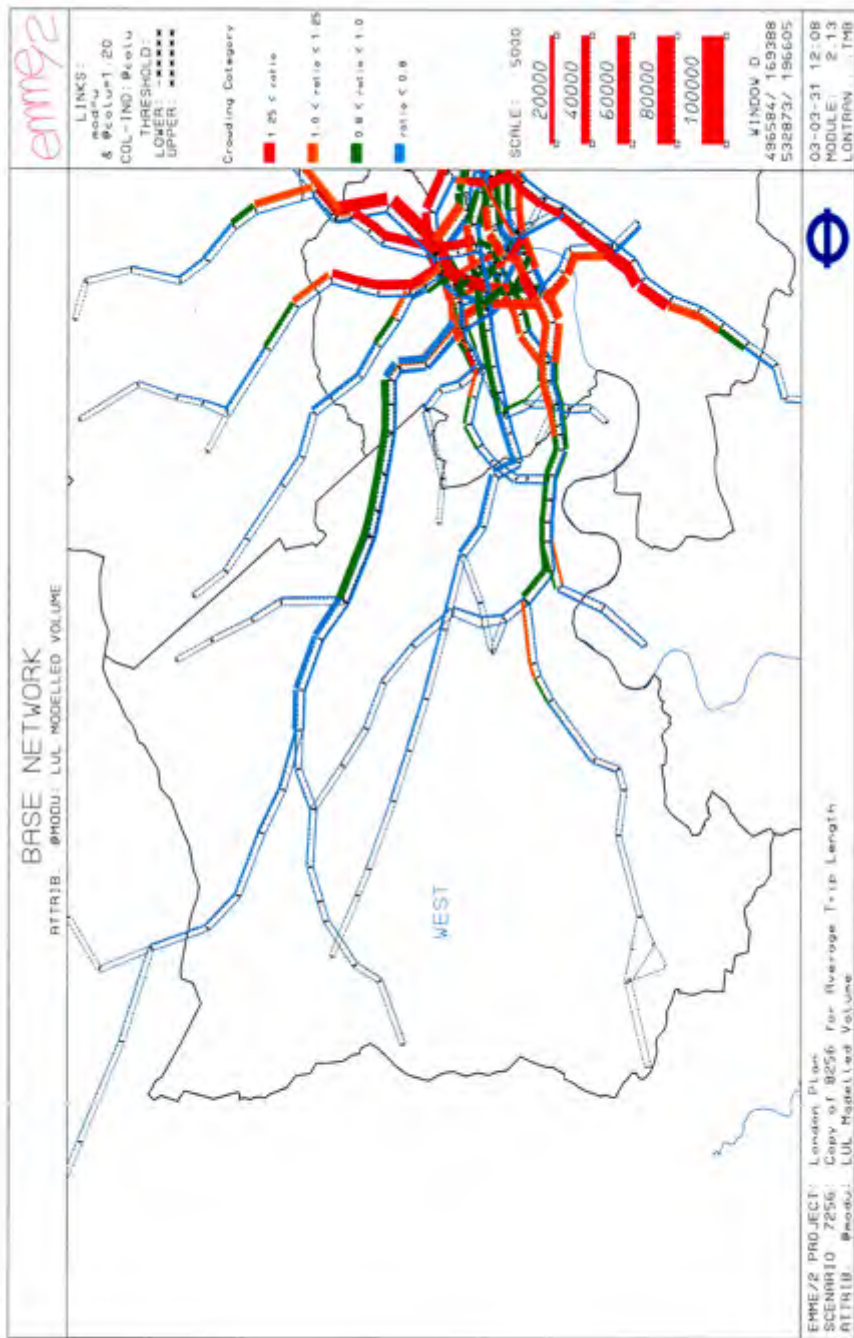 BASE NETWORK
ATTRIB. @MODU: LUL MODELLED VOLUME
emme/2
LINKS:
mod=u
& @colu=1,20
COL-IND: @colu
THRESHOLD:
LOWER: -*****
UPPER: ******
Crowding Category
1.25 < ratio
1.0 < ratio < 1.25
0.8 < ratio < 1.0
ratio < 0.8
SCALE: 5000
20000
40000
60000
80000
100000
WINDOW D:
496584/ 169388
532873/ 196605
WEST
EMME/2 PROJECT: London Plan
SCENARIO 7256: Copy of 8256 for Average Trip Length
ATTRIB. @modu: LUL Modelled Volume
03-03-31 12:08
MODULE: 2.13
LONTRAN ..TMB